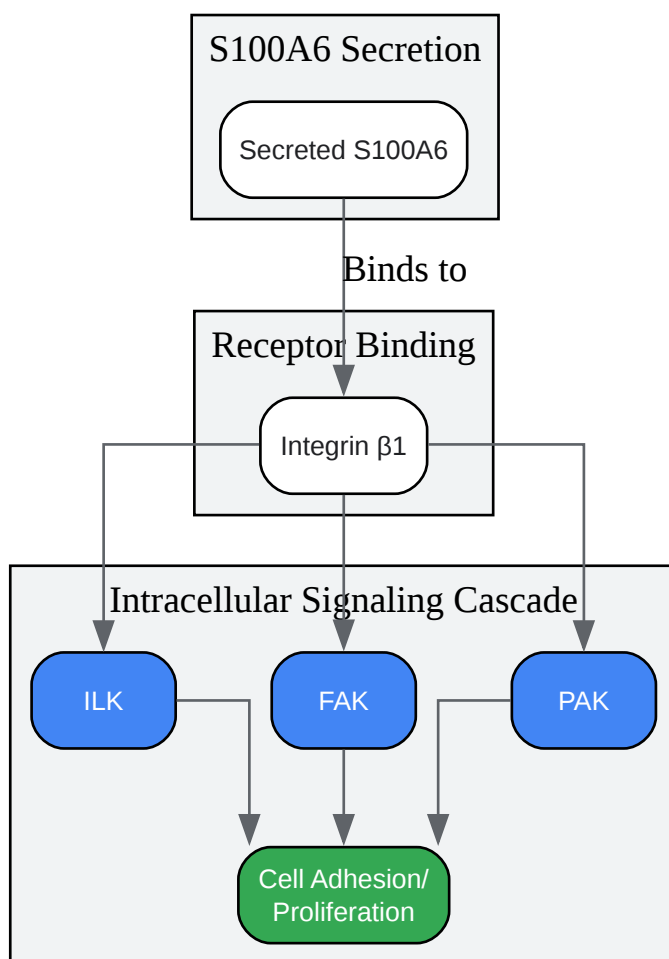 S100A6 Secretion
Secreted S100A6
Binds to
Receptor Binding
Integrin β1
Intracellular Signaling Cascade
ILK
FAK
PAK
Cell Adhesion/
Proliferation